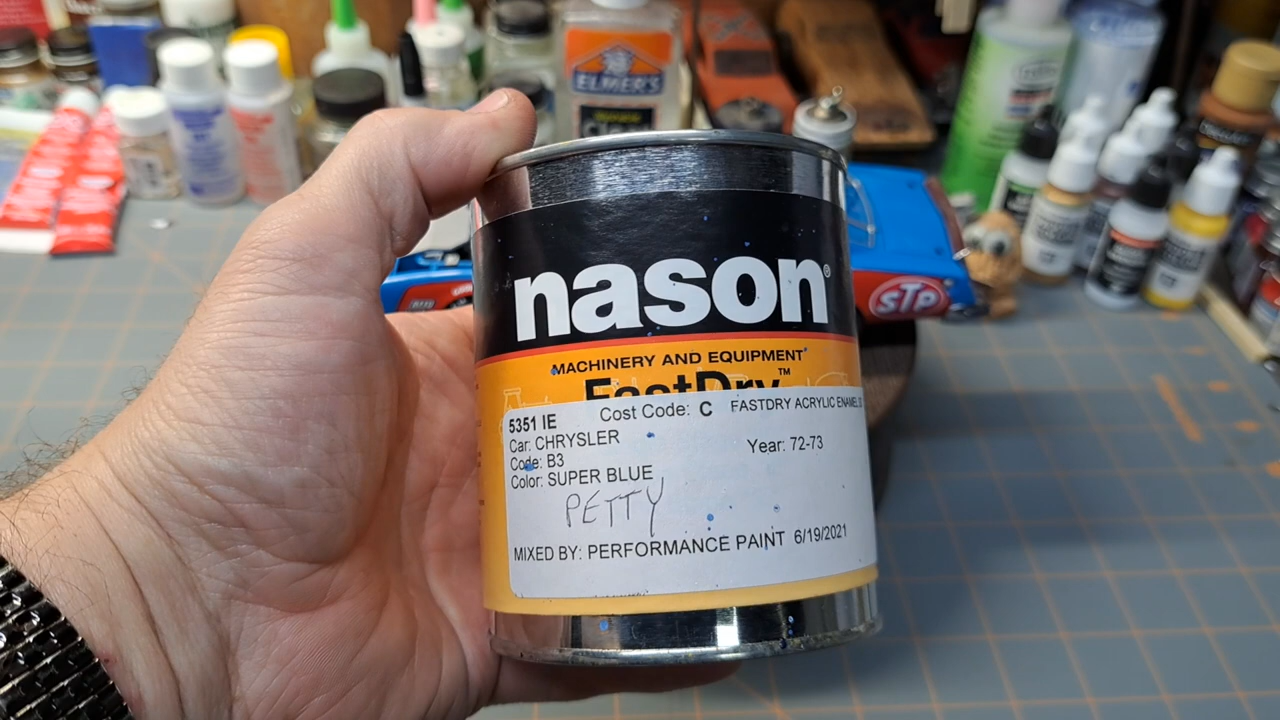 ELMER'S
nason®
STP
MACHINERY AND EQUIPMENT
FastDry™
5351 IE Cost Code: C FASTDRY ACRYLIC ENAMEL
Car: CHRYSLER Year: 72-73
Code: B3
Color: SUPER BLUE
PETTY
MIXED BY: PERFORMANCE PAINT 6/19/2021